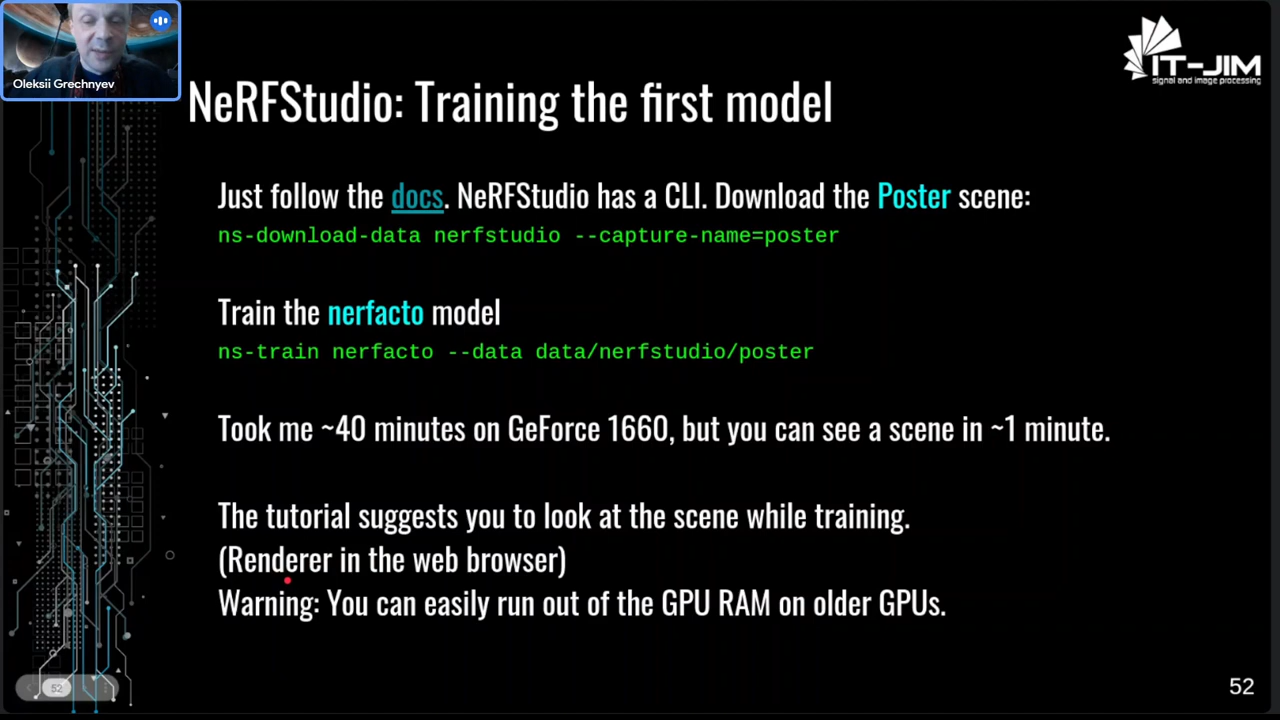 Oleksii Grechnyev
IT-JIM
signal and image processing
NeRFStudio: Training the first model
Just follow the docs. NeRFStudio has a CLI. Download the Poster scene:
ns-download-data nerfstudio --capture-name=poster
Train the nerfacto model
ns-train nerfacto --data data/nerfstudio/poster
Took me ~40 minutes on GeForce 1660, but you can see a scene in ~1 minute.
The tutorial suggests you to look at the scene while training.
(Renderer in the web browser)
Warning: You can easily run out of the GPU RAM on older GPUs.
52
52